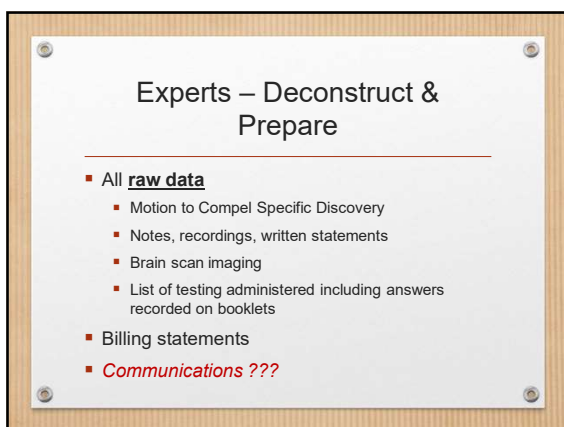 Experts – Deconstruct &
Prepare
▪ All raw data
▪ Motion to Compel Specific Discovery
▪ Notes, recordings, written statements
▪ Brain scan imaging
▪ List of testing administered including answers
recorded on booklets
▪ Billing statements
▪ Communications ???